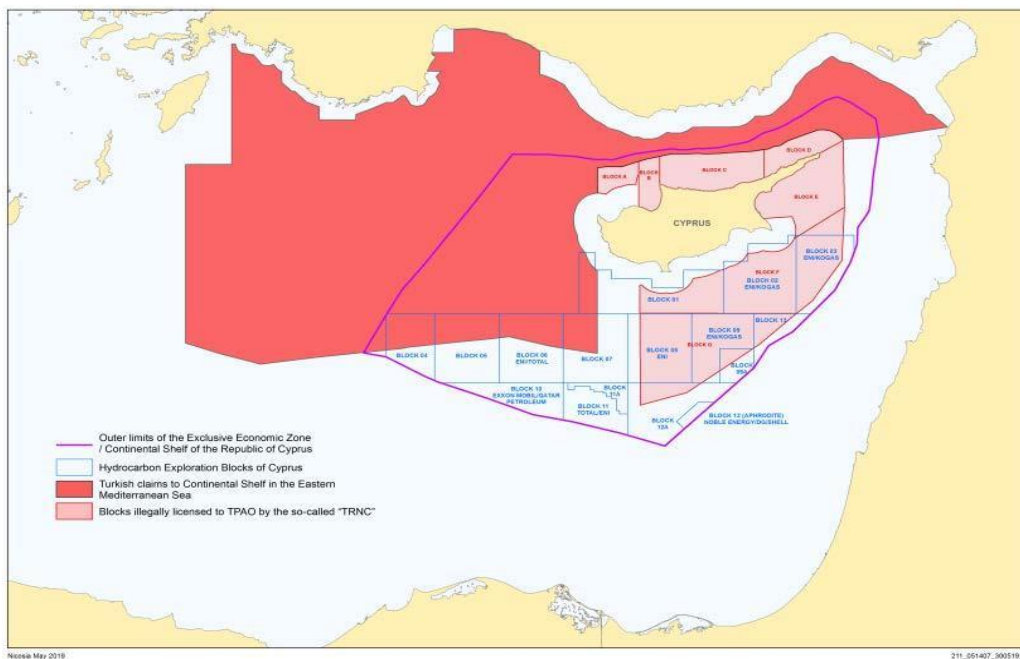 BLOCK D
BLOCK C
BLOCK A
BLOCK
B
BLOCK E
CYPRUS
BLOCK 03
ENI/KOGAS
BLOCK F
BLOCK 02
ENI/KOGAS
BLOCK 01
BLOCK 13
BLOCK 09
ENI/KOGAS
BLOCK G
BLOCK 04
BLOCK 05
BLOCK 06
ENI/TOTAL
BLOCK 07
ENI
BLOCK
BLOCK 10
EXXON MOBIL/QATAR
PETROLEUM
BLOCK
BLOCK 11
TOTAL/ENI
BLOCK
12A
BLOCK 12 (APHRODITE)
NOBLE ENERGY/DG/SHELL
Outer limits of the Exclusive Economic Zone
/ Continental Shelf of the Republic of Cyprus
Hydrocarbon Exploration Blocks of Cyprus
Turkish claims to Continental Shelf in the Eastern
Mediterranean Sea
Blocks illegally licensed to TPAO by the so-called “TRNC”
Nicosia May 2019
211_051407_300519